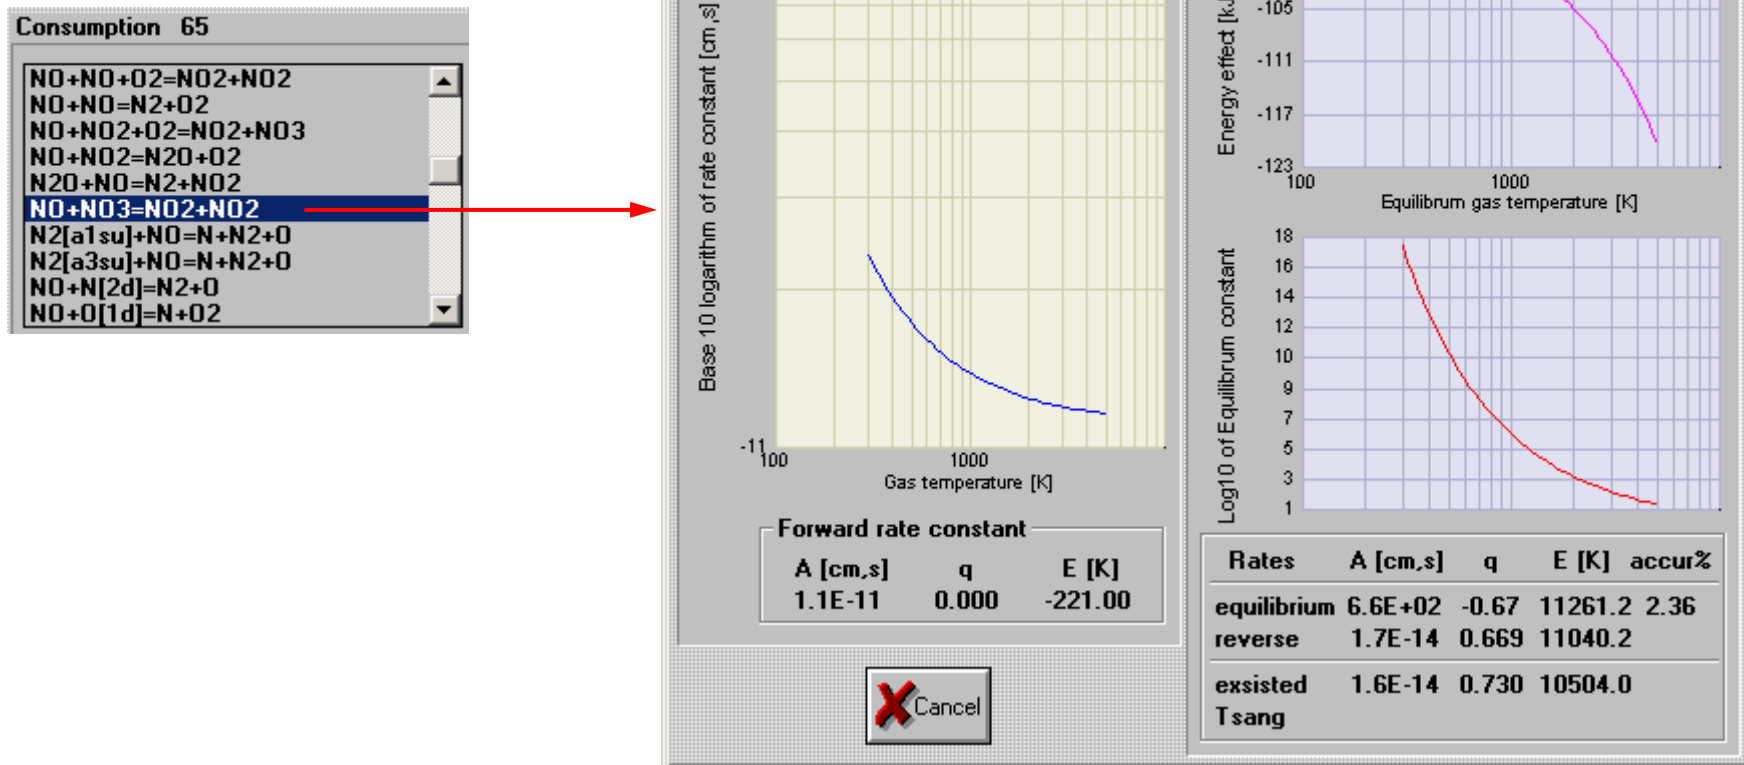 Consumption 65
NO+NO+O2=NO2+NO2
NO+NO=N2+O2
NO+NO2+O2=NO2+NO3
NO+NO2=N2O+O2
N2O+NO=N2+NO2
NO+NO3=NO2+NO2
N2[a1su]+NO=N+N2+O
N2[a3su]+NO=N+N2+O
NO+N[2d]=N2+O
NO+O[1d]=N+O2
Base 10 logarithm of rate constant [cm,s]
-11
100 1000
Gas temperature [K]
Forward rate constant
A [cm,s] q E [K]
1.1E-11 0.000 -221.00
Cancel
Energy effect [kJ
-105
-111
-117
-123
100 1000
Equilibrum gas temperature [K]
Log10 of Equilibrum constant
18
16
14
12
10
9
7
5
3
1
Rates A [cm,s] q E [K] accur%
equilibrium 6.6E+02 -0.67 11261.2 2.36
reverse 1.7E-14 0.669 11040.2
exsisted 1.6E-14 0.730 10504.0
Tsang